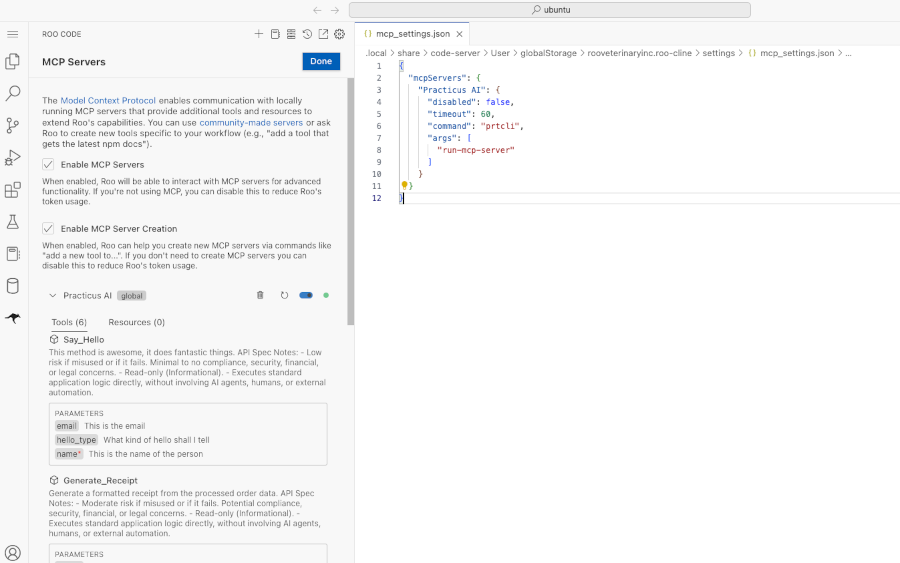 ubuntu
ROO CODE
MCP Servers
Done
The Model Context Protocol enables communication with locally
running MCP servers that provide additional tools and resources to
extend Roo's capabilities. You can use community-made servers or ask
Roo to create new tools specific to your workflow (e.g., "add a tool that
gets the latest npm docs").
Enable MCP Servers
When enabled, Roo will be able to interact with MCP servers for advanced
functionality. If you're not using MCP, you can disable this to reduce Roo's
token usage.
Enable MCP Server Creation
When enabled, Roo can help you create new MCP servers via commands like
"add a new tool to...". If you don't need to create MCP servers you can
disable this to reduce Roo's token usage.
Practicus AI global
Tools (6) Resources (0)
Say_Hello
This method is awesome, it does fantastic things. API Spec Notes: - Low
risk if misused or if it fails. Minimal to no compliance, security, financial,
or legal concerns. - Read-only (Informational). - Executes standard
application logic directly, without involving AI agents, humans, or external
automation.
PARAMETERS
email This is the email
hello_type What kind of hello shall I tell
name* This is the name of the person
Generate_Receipt
Generate a formatted receipt from the processed order data. API Spec
Notes: - Moderate risk if misused or if it fails. Potential compliance,
security, financial, or legal concerns. - Read-only (Informational). -
Executes standard application logic directly, without involving AI agents,
humans, or external automation.
PARAMETERS
{} mcp_settings.json ×
.local > share > code-server > User > globalStorage > rooveterinaryinc.roo-cline > settings > {} mcp_settings.json > ...
1 {
2 "mcpServers": {
3 "Practicus AI": {
4 "disabled": false,
5 "timeout": 60,
6 "command": "prtcli",
7 "args": [
8 "run-mcp-server"
9 ]
10 }
11 }
12 }